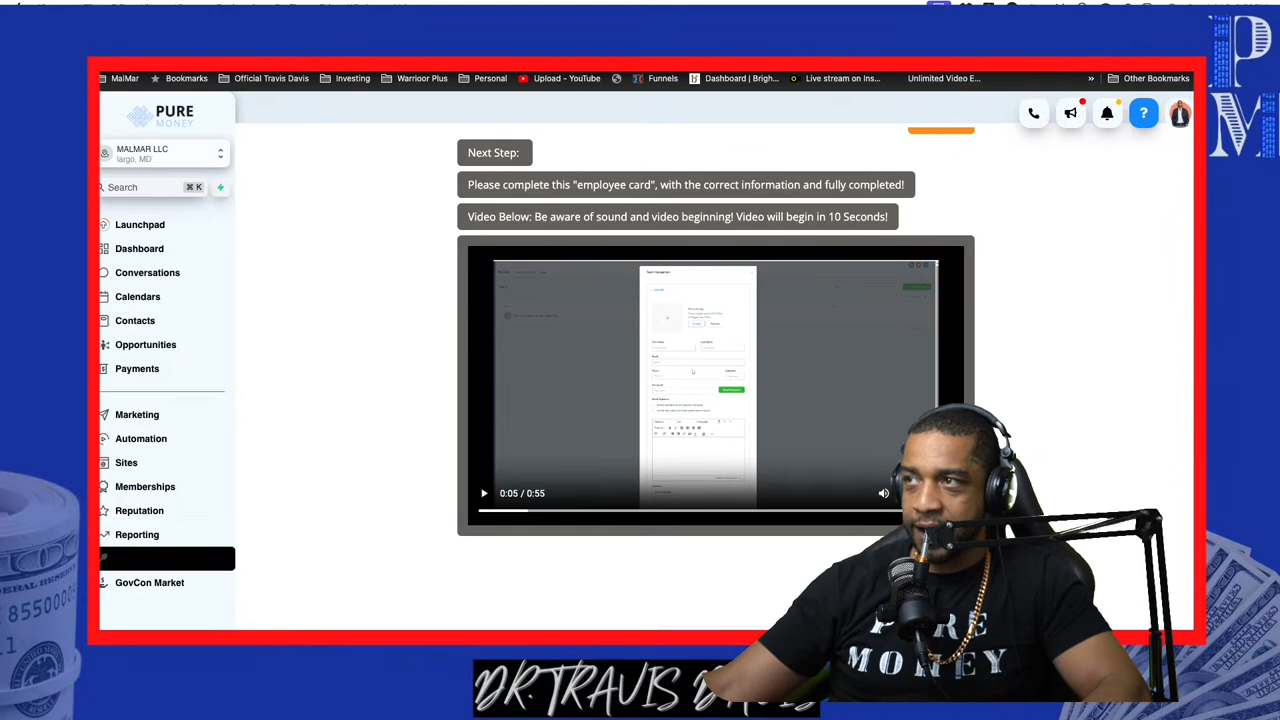 MalMar
Bookmarks
Official Travis Davis
Investing
Warrioor Plus
Personal
Upload - YouTube
Funnels
Dashboard | Brigh...
Live stream on Ins...
Unlimited Video E...
»
Other Bookmarks
PURE
MONEY
MALMAR LLC
largo, MD
Search
⌘ K
Launchpad
Dashboard
Conversations
Calendars
Contacts
Opportunities
Payments
Marketing
Automation
Sites
Memberships
Reputation
Reporting
GovCon Market
?
Next Step:
Please complete this "employee card", with the correct information and fully completed!
Video Below: Be aware of sound and video beginning! Video will begin in 10 Seconds!
0:05 / 0:55
PURE
MONEY
DR. TRAVIS DAVIS
PM